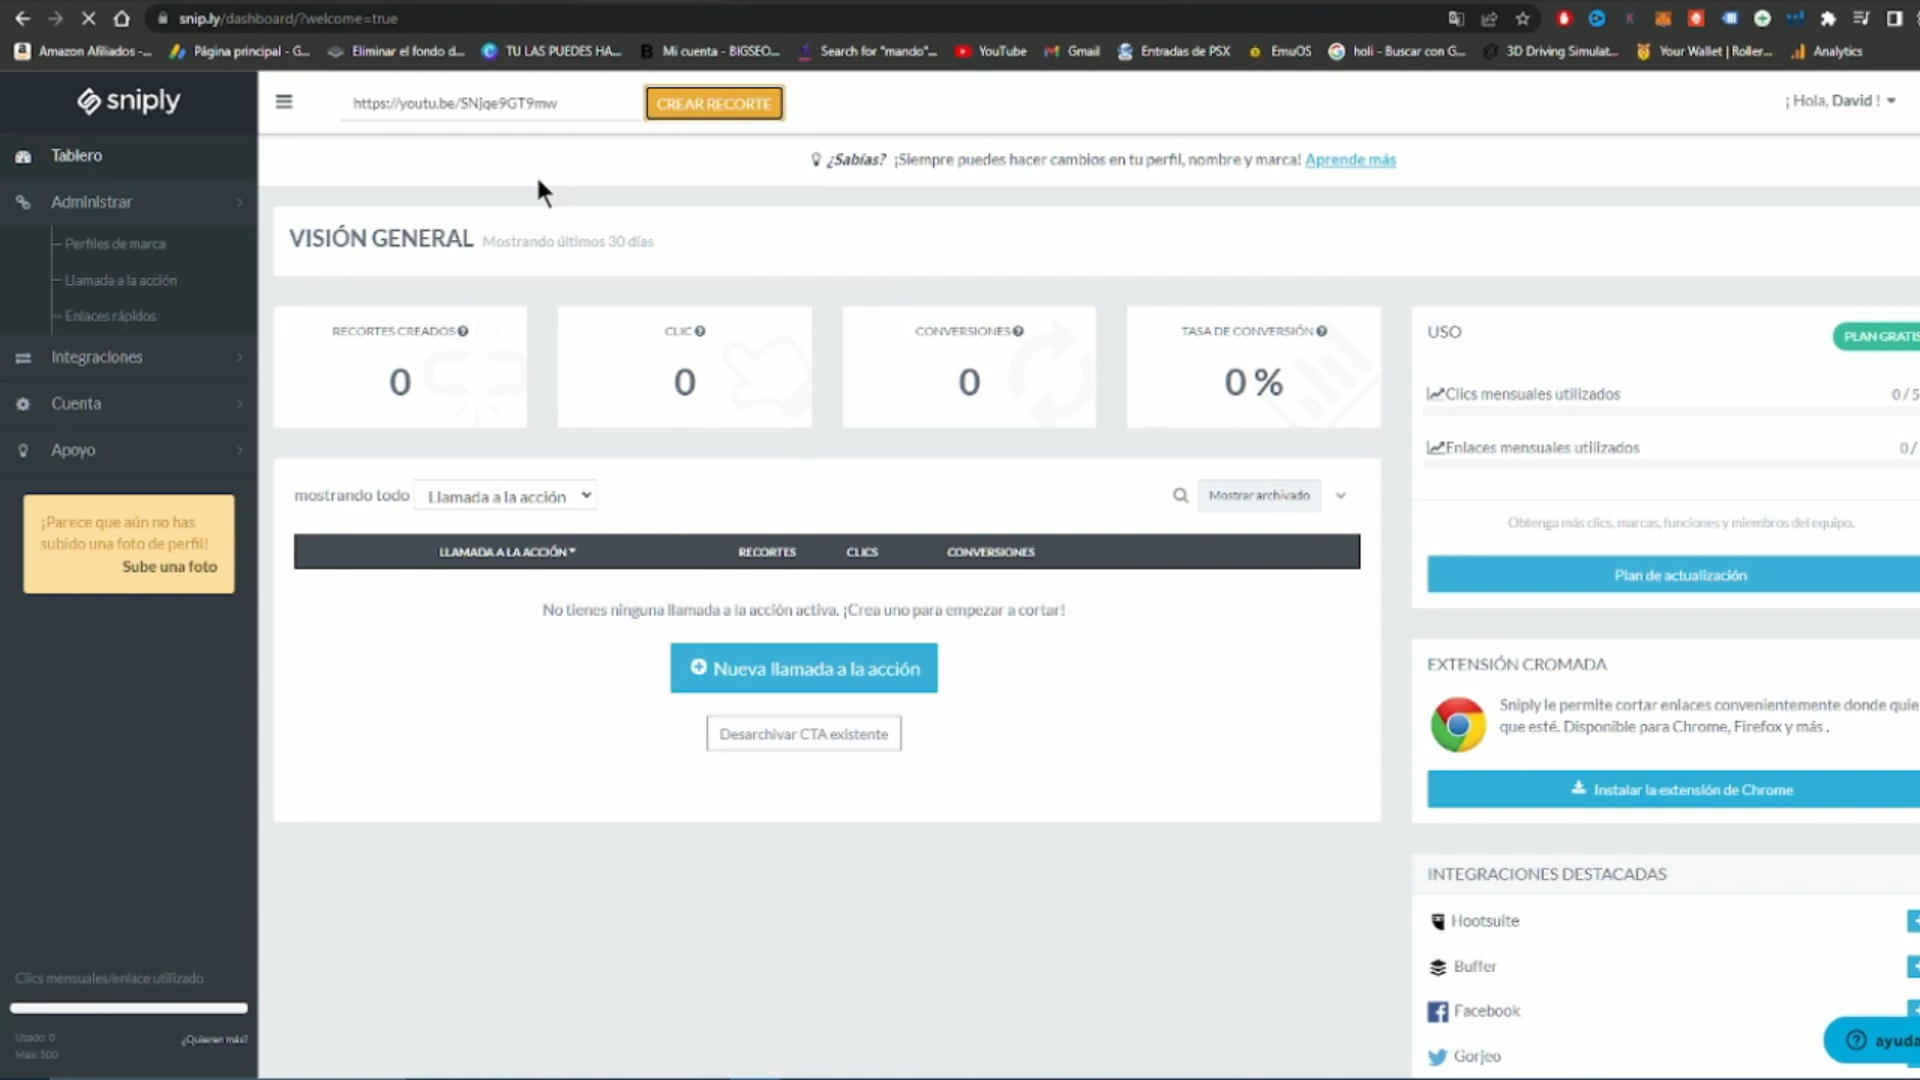 snip.ly/dashboard/?welcome=true
Amazon Afiliados -...
Página principal - G...
Eliminar el fondo d...
TU LAS PUEDES HA...
Mi cuenta - BIGSEO...
Search for "mando"...
YouTube
Gmail
Entradas de PSX
EmuOS
holi - Buscar con G...
3D Driving Simulat...
Your Wallet | Roller...
Analytics
sniply
https://youtu.be/SNjqe9GT9mw
CREAR RECORTE
¡ Hola, David !
Tablero
¿Sabías? ¡Siempre puedes hacer cambios en tu perfil, nombre y marca! Aprende más
Administrar
Perfiles de marca
Llamada a la acción
Enlaces rápidos
Integraciones
Cuenta
Apoyo
¡Parece que aún no has
subido una foto de perfil!
Sube una foto
Clics mensuales/enlace utilizado
Usado: 0
Máx: 500
¿Quieren más?
VISIÓN GENERAL Mostrando últimos 30 días
RECORTES CREADOS
0
CLIC
0
CONVERSIONES
0
TASA DE CONVERSIÓN
0 %
mostrando todo Llamada a la acción
Mostrar archivado
LLAMADA A LA ACCIÓN RECORTES CLICS CONVERSIONES
No tienes ninguna llamada a la acción activa. ¡Crea uno para empezar a cortar!
Nueva llamada a la acción
Desarchivar CTA existente
USO
PLAN GRATIS
Clics mensuales utilizados 0 / 5
Enlaces mensuales utilizados 0 /
Obtenga más clics, marcas, funciones y miembros del equipo.
Plan de actualización
EXTENSIÓN CROMADA
Sniply le permite cortar enlaces convenientemente donde quie
que esté. Disponible para Chrome, Firefox y más .
Instalar la extensión de Chrome
INTEGRACIONES DESTACADAS
Hootsuite
Buffer
Facebook
Gorjeo
ayuda